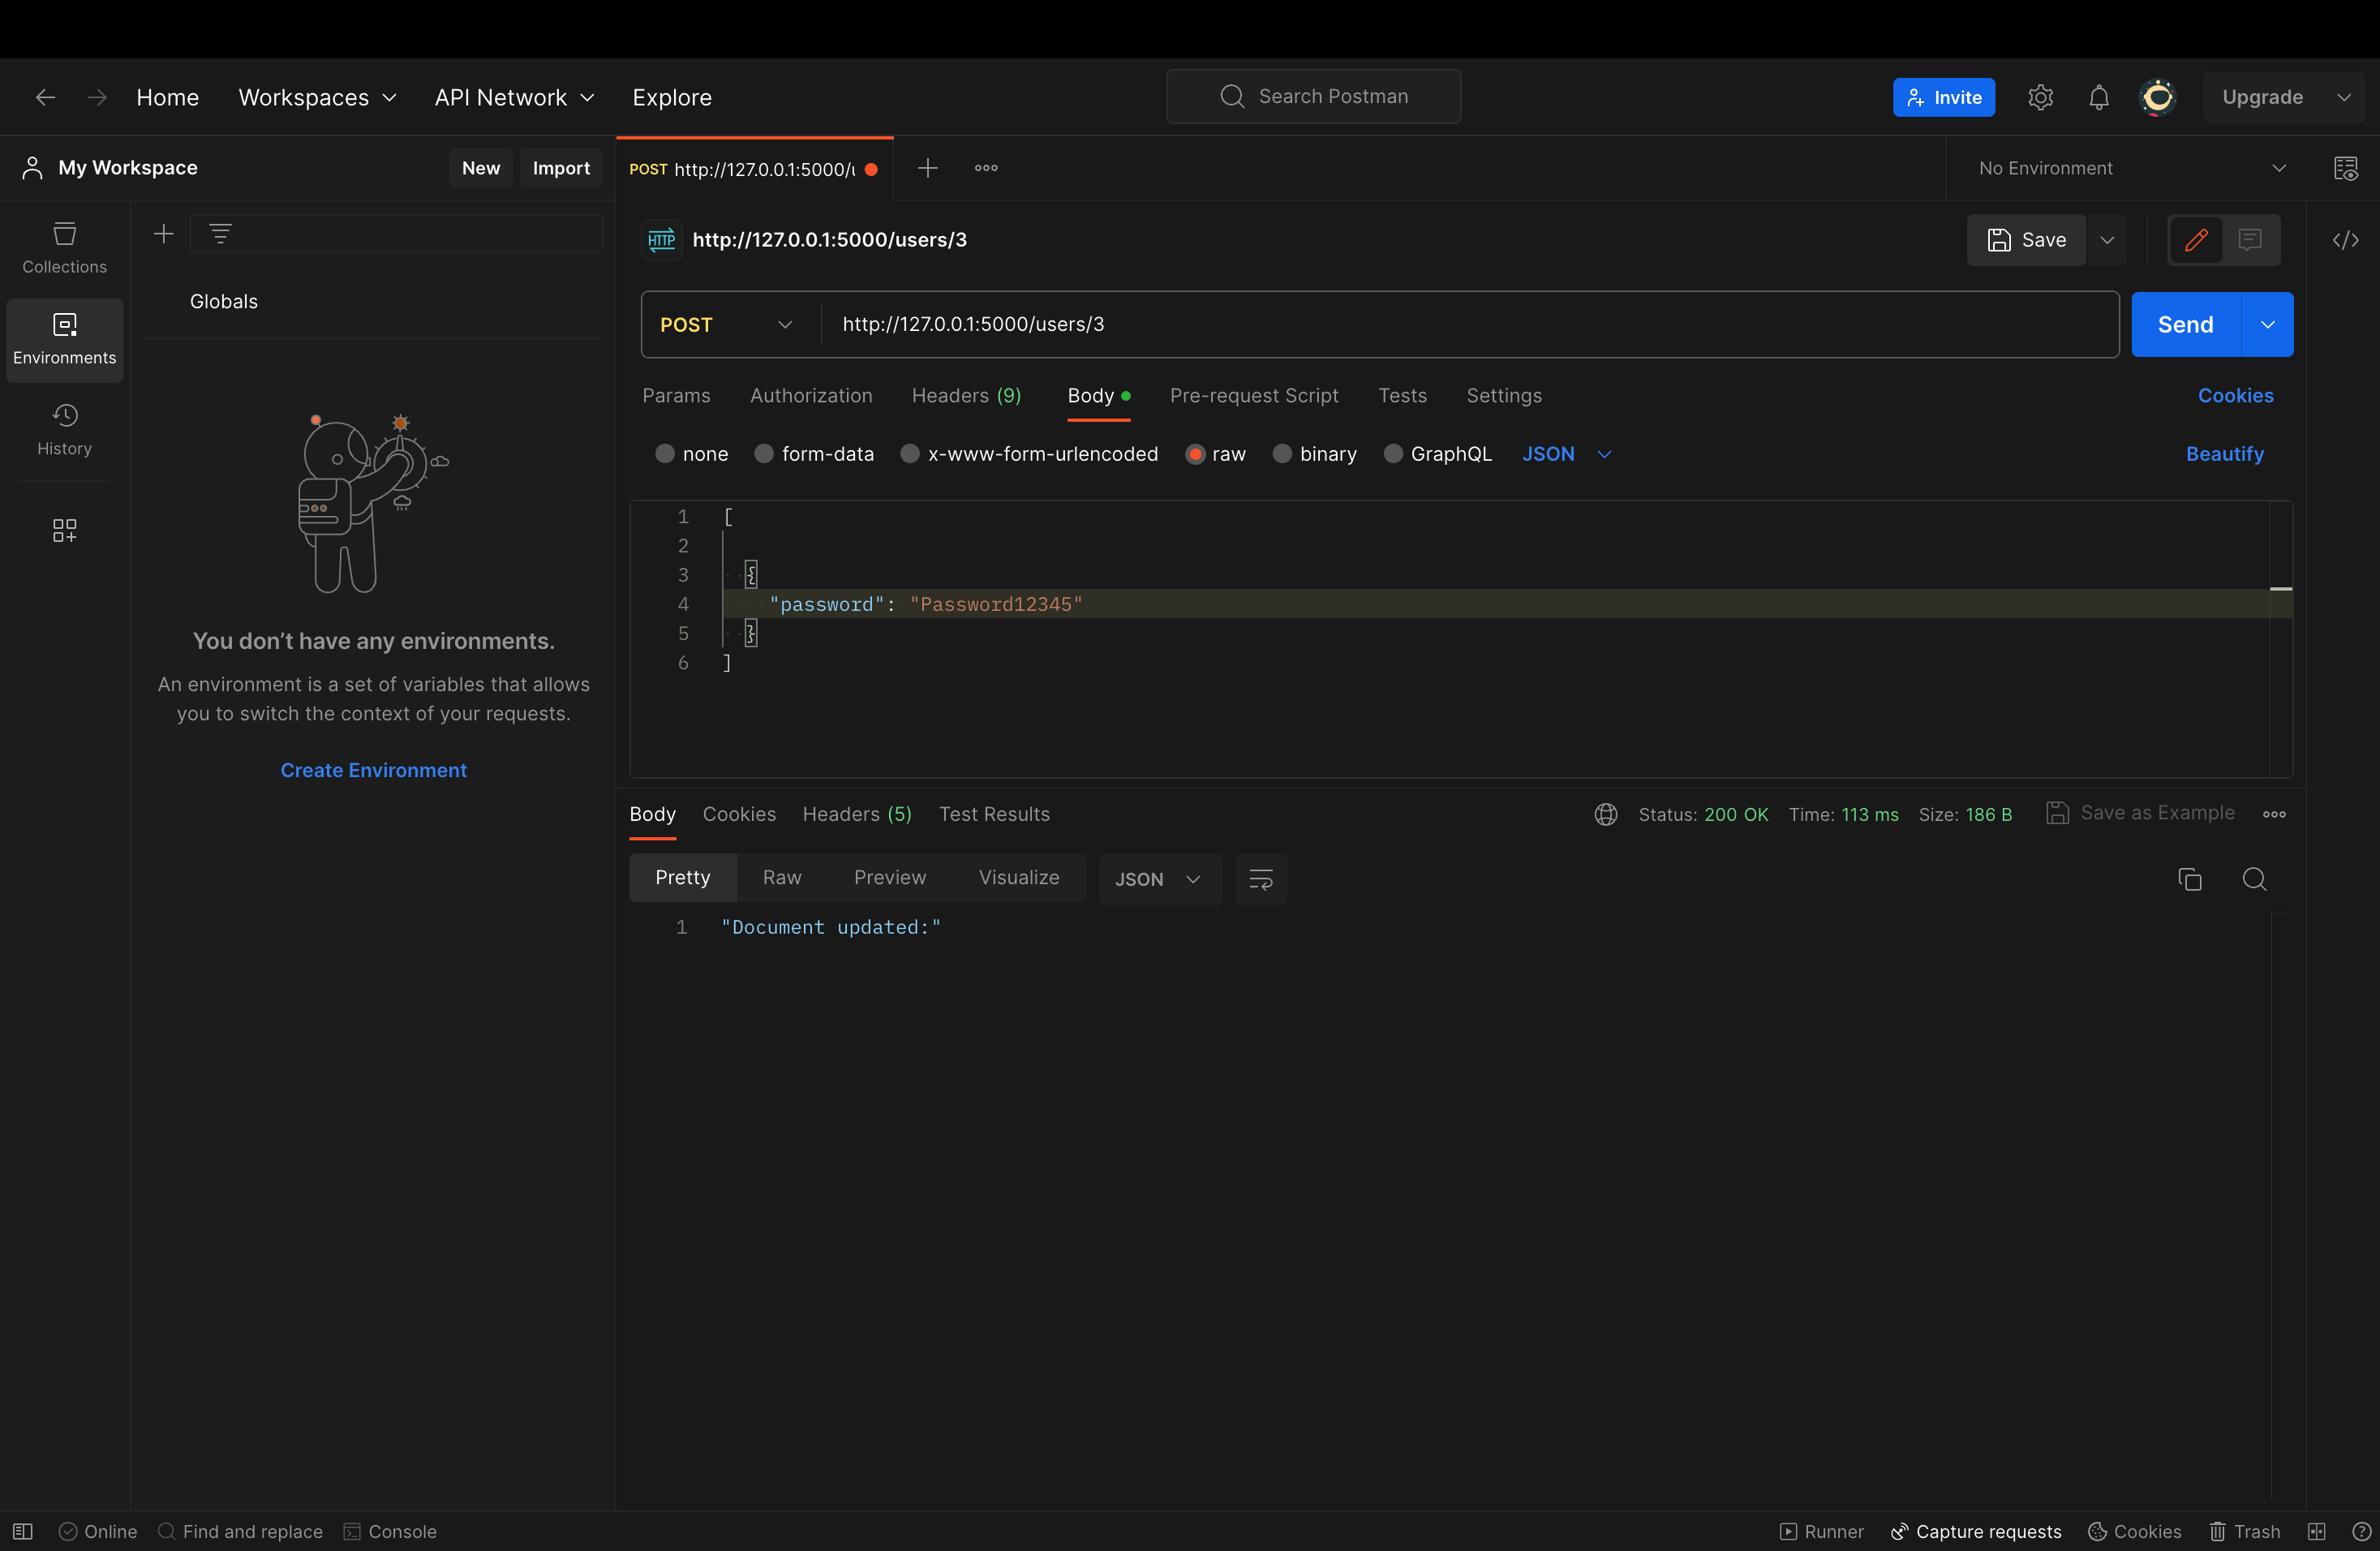 Home Workspaces API Network Explore Search Postman Invite Upgrade
My Workspace New Import POST http://127.0.0.1:5000/u No Environment
Collections
Globals
Environments
History
You don’t have any environments.
An environment is a set of variables that allows
you to switch the context of your requests.
Create Environment
HTTP http://127.0.0.1:5000/users/3 Save
POST http://127.0.0.1:5000/users/3 Send
Params Authorization Headers (9) Body Pre-request Script Tests Settings Cookies
none form-data x-www-form-urlencoded raw binary GraphQL JSON Beautify
1 [
2
3 {
4 "password": "Password12345"
5 }
6 ]
Body Cookies Headers (5) Test Results Status: 200 OK Time: 113 ms Size: 186 B Save as Example
Pretty Raw Preview Visualize JSON
1 "Document updated:"
Online Find and replace Console Runner Capture requests Cookies Trash